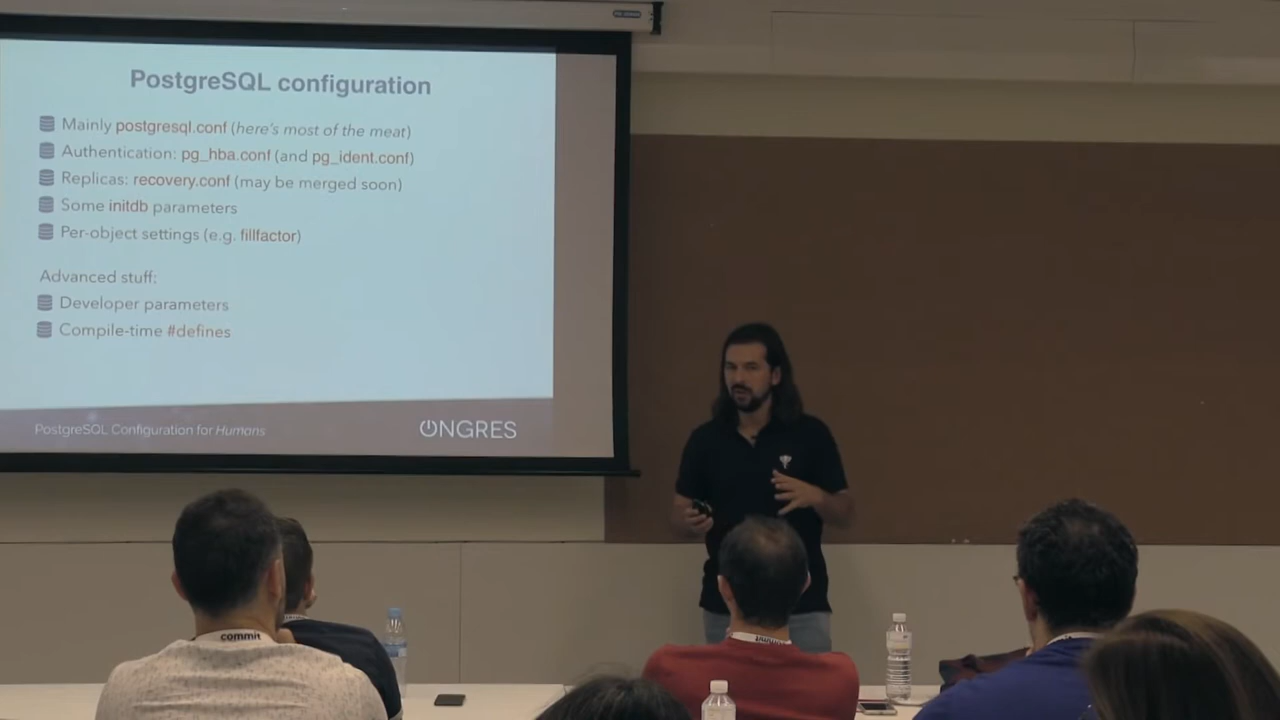 PostgreSQL configuration
Mainly postgresql.conf (here's most of the meat)
Authentication: pg_hba.conf (and pg_ident.conf)
Replicas: recovery.conf (may be merged soon)
Some initdb parameters
Per-object settings (e.g. fillfactor)
Advanced stuff:
Developer parameters
Compile-time #defines
PostgreSQL Configuration for Humans
ONGRES
commit